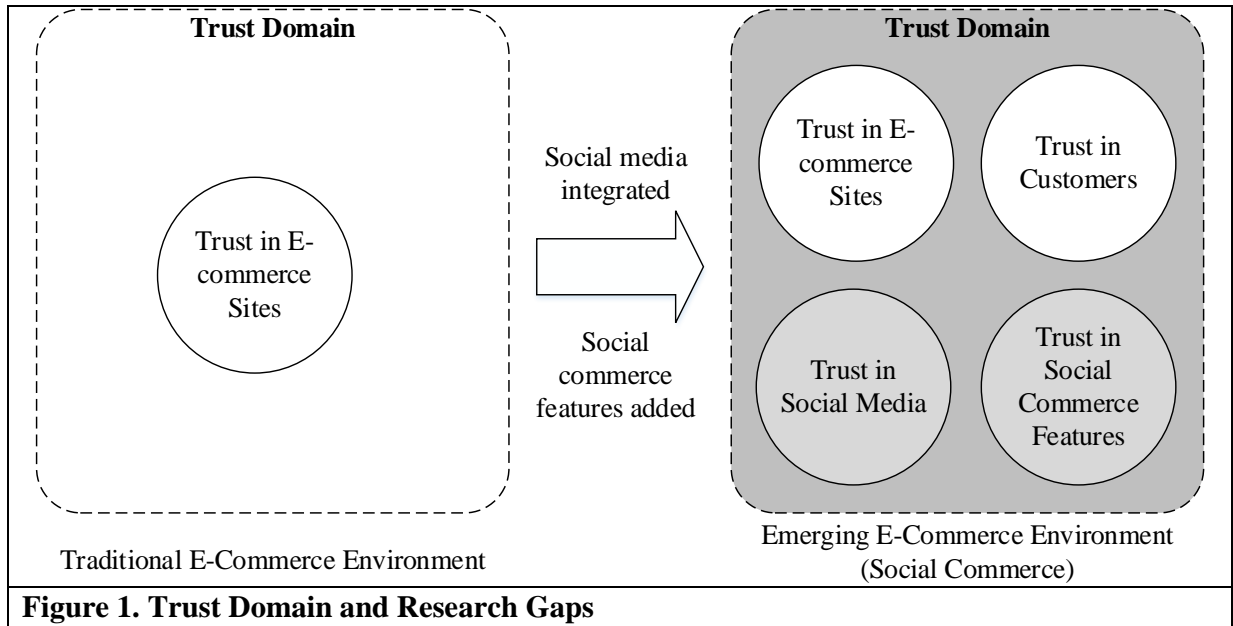 Trust Domain
Trust in E-
commerce
Sites
Traditional E-Commerce Environment
Social media
integrated
Social
commerce
features added
Trust Domain
Trust in E-
commerce
Sites
Trust in
Customers
Trust in
Social Media
Trust in
Social
Commerce
Features
Emerging E-Commerce Environment
(Social Commerce)
Figure 1. Trust Domain and Research Gaps